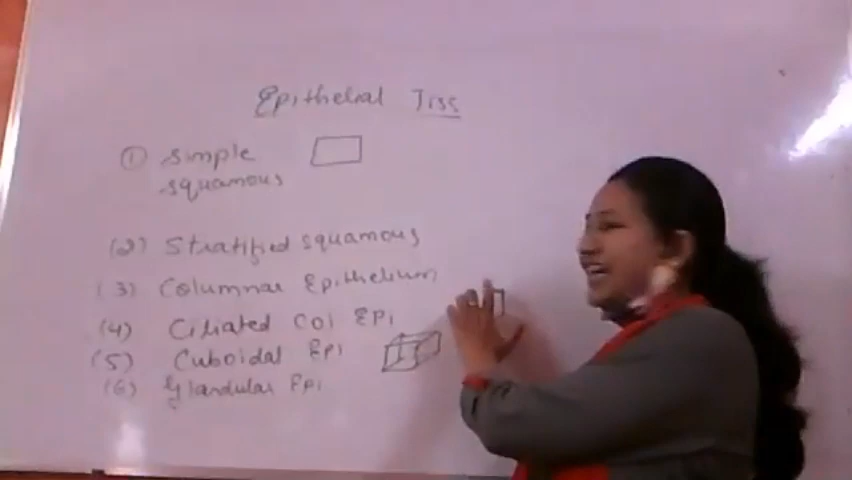 Epithelial Tiss
(1) Simple
squamous
(2) Stratified squamous
(3) Columnar Epithelium
(4) Ciliated Col Epi
(5) Cuboidal Epi
(6) Glandular Epi